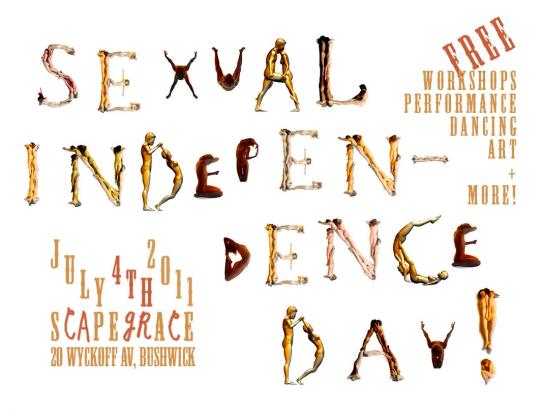 SEXUAL
INDEPEN-
DENCE
DAY!
FREE
WORKSHOPS
PERFORMANCE
DANCING
ART
+
MORE!
JULY 4TH 2011
SCAPEGRACE
20 WYCKOFF AV, BUSHWICK